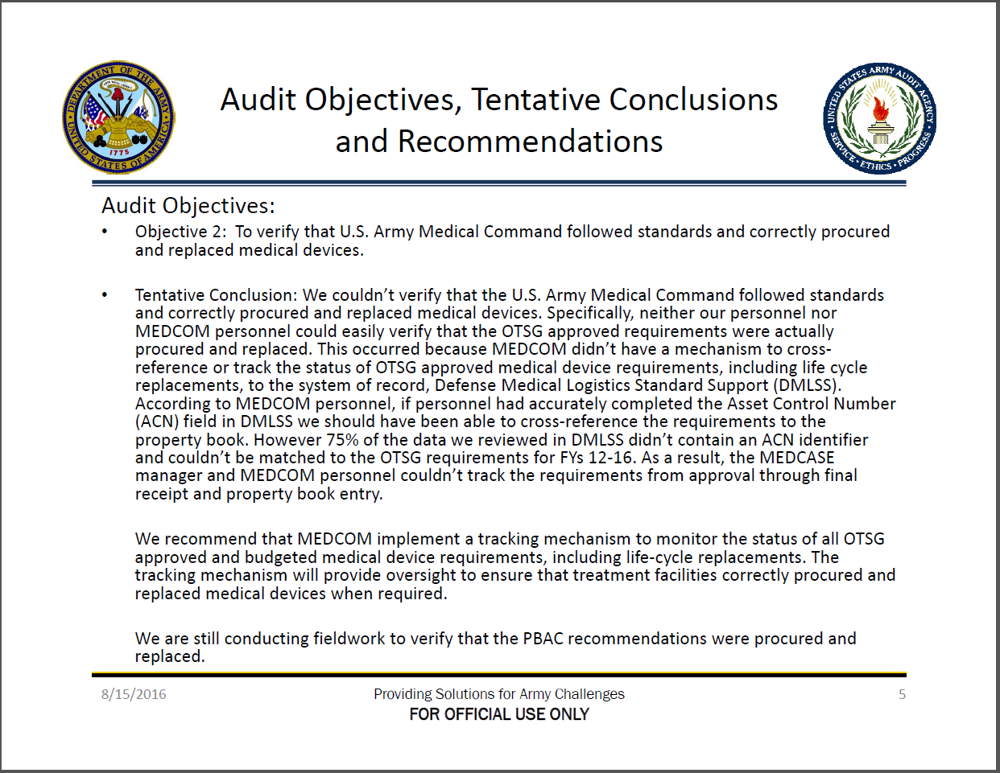 Audit Objectives, Tentative Conclusions
and Recommendations
DEPARTMENT OF THE ARMY
UNITED STATES OF AMERICA
1775
UNITED STATES ARMY AUDIT AGENCY
SERVICE • ETHICS • PROGRESS
Audit Objectives:
• Objective 2:  To verify that U.S. Army Medical Command followed standards and correctly procured
and replaced medical devices.
• Tentative Conclusion: We couldn’t verify that the U.S. Army Medical Command followed standards
and correctly procured and replaced medical devices. Specifically, neither our personnel nor
MEDCOM personnel could easily verify that the OTSG approved requirements were actually
procured and replaced. This occurred because MEDCOM didn’t have a mechanism to cross-
reference or track the status of OTSG approved medical device requirements, including life cycle
replacements, to the system of record, Defense Medical Logistics Standard Support (DMLSS).
According to MEDCOM personnel, if personnel had accurately completed the Asset Control Number
(ACN) field in DMLSS we should have been able to cross-reference the requirements to the
property book. However 75% of the data we reviewed in DMLSS didn’t contain an ACN identifier
and couldn’t be matched to the OTSG requirements for FYs 12-16. As a result, the MEDCASE
manager and MEDCOM personnel couldn’t track the requirements from approval through final
receipt and property book entry.
We recommend that MEDCOM implement a tracking mechanism to monitor the status of all OTSG
approved and budgeted medical device requirements, including life-cycle replacements. The
tracking mechanism will provide oversight to ensure that treatment facilities correctly procured and
replaced medical devices when required.
We are still conducting fieldwork to verify that the PBAC recommendations were procured and
replaced.
8/15/2016
Providing Solutions for Army Challenges
5
FOR OFFICIAL USE ONLY